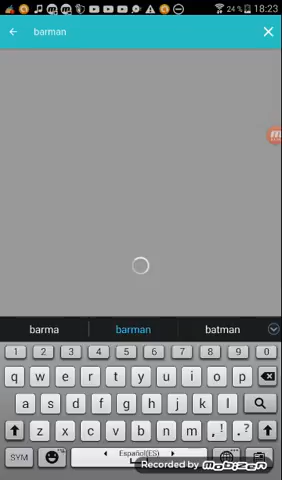 24 % 18:23
barman
barma barman batman
1 2 3 4 5 6 7 8 9 0
q w e r t y u i o p
a s d f g h j k l
z x c v b n m , ! . ?
SYM Español(ES)
Recorded by mobizen